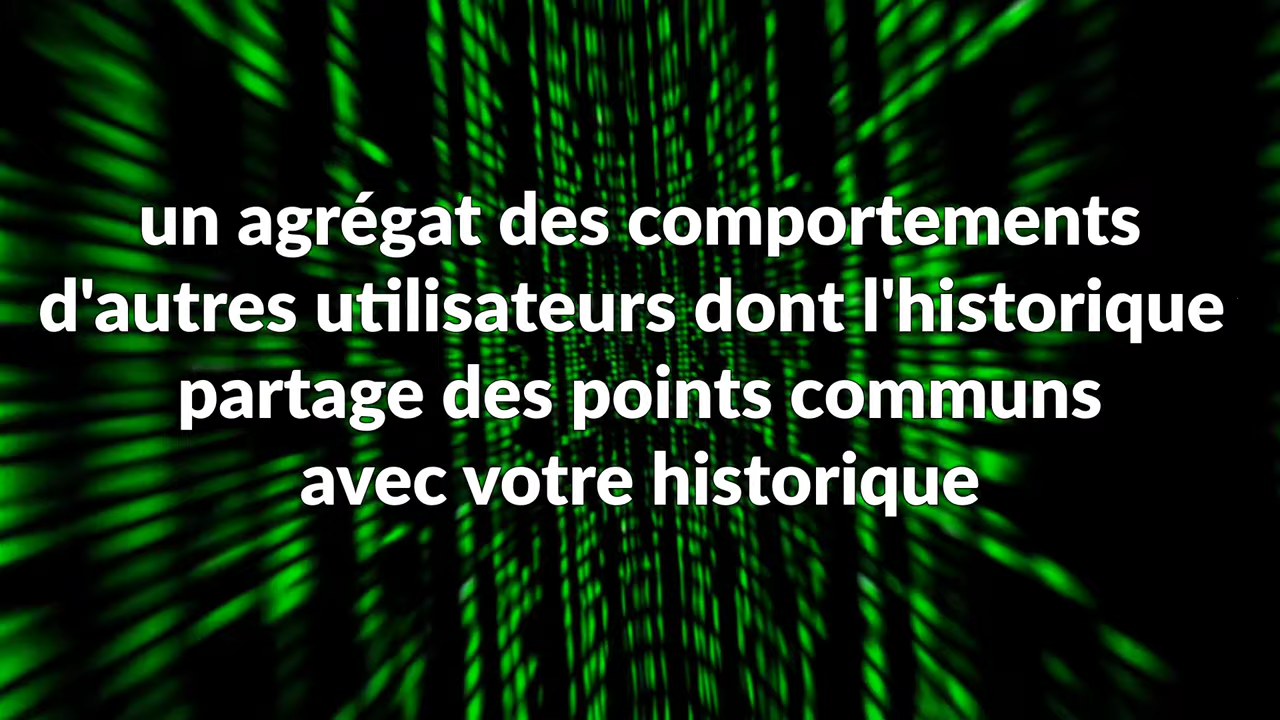 un agrégat des comportements
d'autres utilisateurs dont l'historique
partage des points communs
avec votre historique